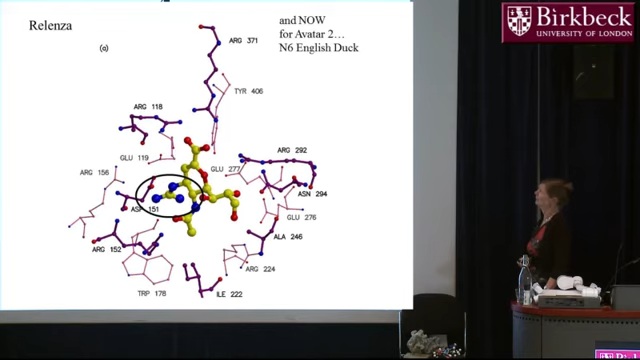 Relenza
and NOW
for Avatar 2...
N6 English Duck
Birkbeck
UNIVERSITY OF LONDON
(a)
ARG 371
TYR 406
ARG 118
GLU 119
ARG 292
GLU 277
ARG 156
ASN 294
ASP 151
GLU 276
ALA 246
ARG 152
ARG 224
TRP 178
ILE 222